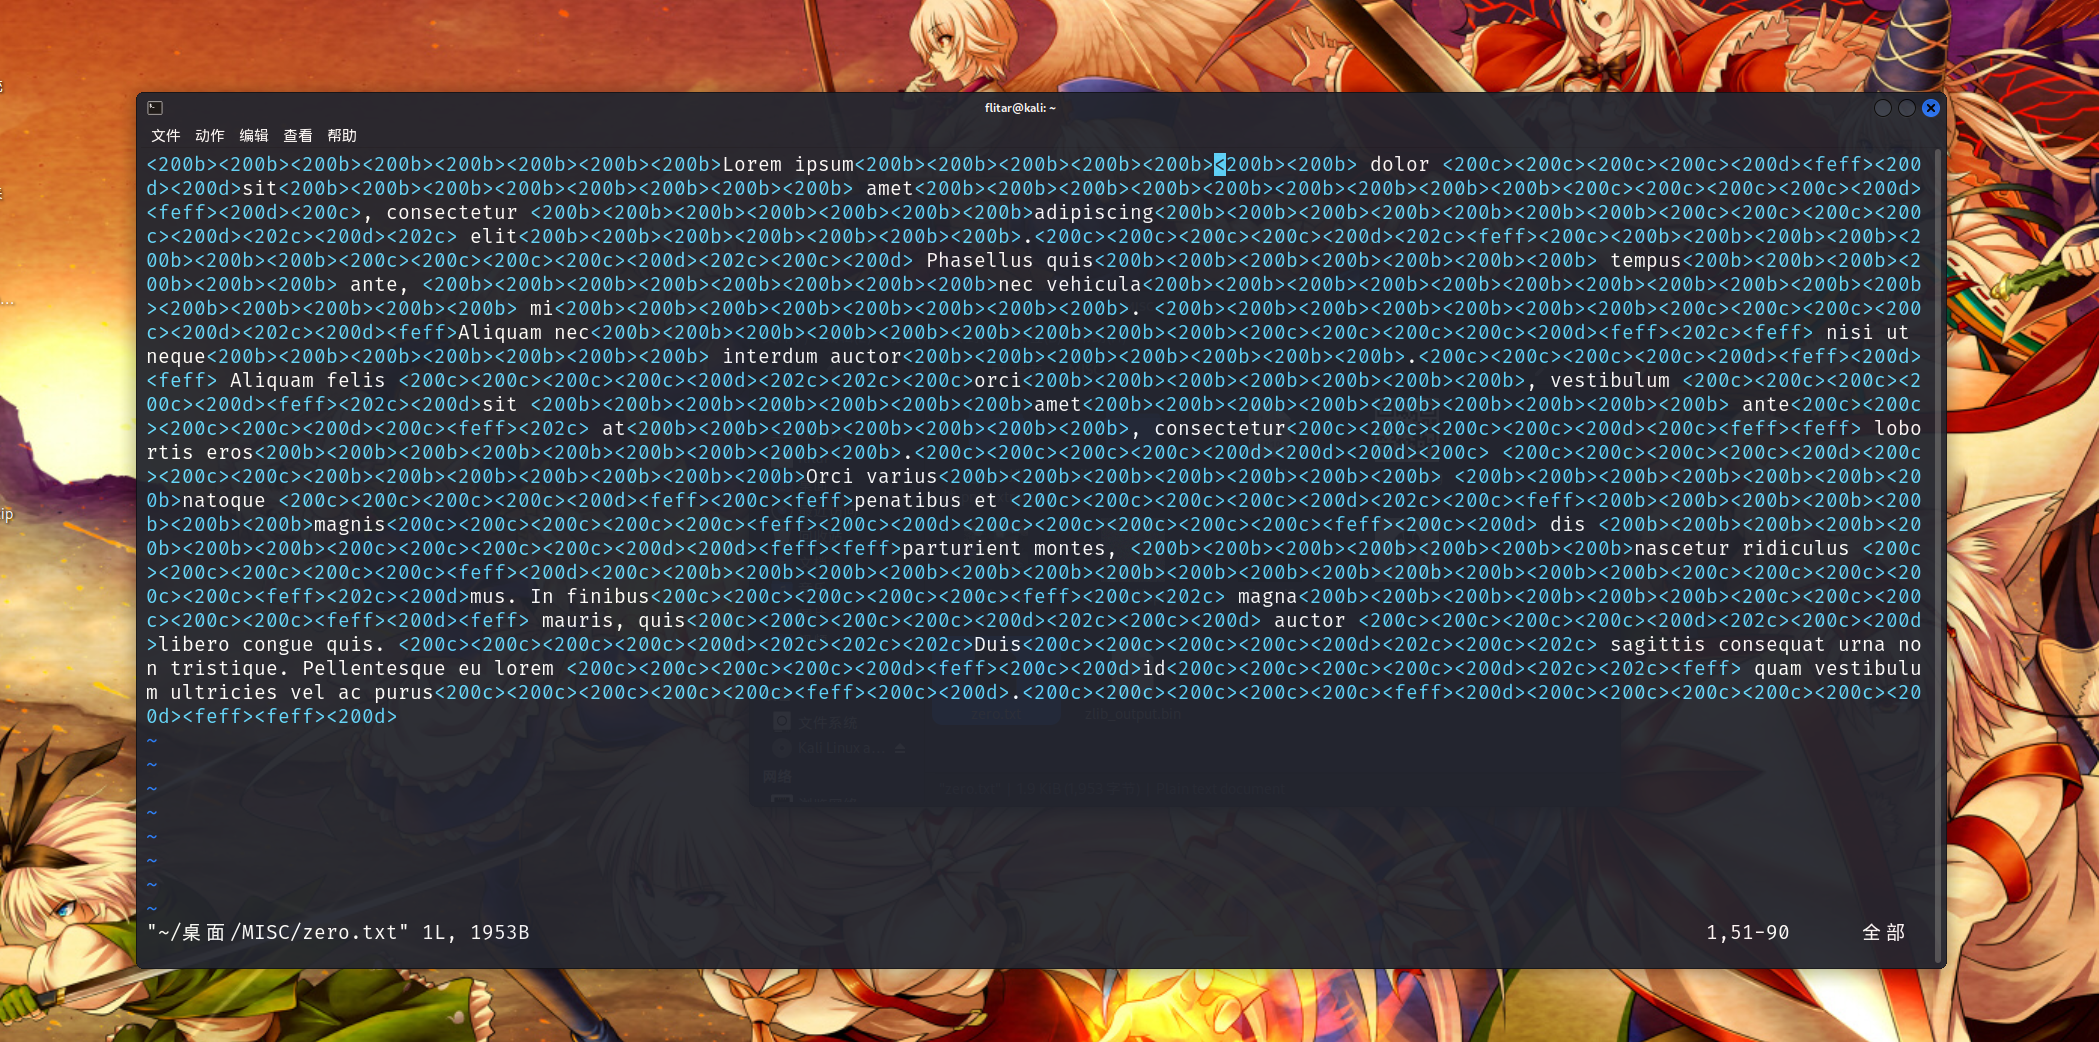 flitar@kali: ~
文件 动作 编辑 查看 帮助
<200b><200b><200b><200b><200b><200b><200b><200b>Lorem ipsum<200b><200b><200b><200b><200b><200b><200b> dolor <200c><200c><200c><200c><200d><feff><200
d><200d>sit<200b><200b><200b><200b><200b><200b><200b><200b> amet<200b><200b><200b><200b><200b><200b><200b><200b><200b><200c><200c><200c><200c><200d>
<feff><200d><200c>, consectetur <200b><200b><200b><200b><200b><200b><200b>adipiscing<200b><200b><200b><200b><200b><200b><200b><200c><200c><200c><200
c><200d><202c><200d><202c> elit<200b><200b><200b><200b><200b><200b><200b>.<200c><200c><200c><200c><200d><202c><feff><200c><200b><200b><200b><200b><2
00b><200b><200b><200c><200c><200c><200c><200d><202c><200c><200d> Phasellus quis<200b><200b><200b><200b><200b><200b><200b> tempus<200b><200b><200b><2
00b><200b><200b> ante, <200b><200b><200b><200b><200b><200b><200b><200b>nec vehicula<200b><200b><200b><200b><200b><200b><200b><200b><200b><200b><200b
><200b><200b><200b><200b><200b> mi<200b><200b><200b><200b><200b><200b><200b><200b>. <200b><200b><200b><200b><200b><200b><200b><200c><200c><200c><200
c><200d><202c><200d><feff>Aliquam nec<200b><200b><200b><200b><200b><200b><200b><200b><200b><200c><200c><200c><200c><200d><feff><202c><feff> nisi ut
neque<200b><200b><200b><200b><200b><200b><200b> interdum auctor<200b><200b><200b><200b><200b><200b><200b>.<200c><200c><200c><200c><200d><feff><200d>
<feff> Aliquam felis <200c><200c><200c><200c><200d><202c><202c><200c>orci<200b><200b><200b><200b><200b><200b><200b>, vestibulum <200c><200c><200c><2
00c><200d><feff><202c><200d>sit <200b><200b><200b><200b><200b><200b><200b>amet<200b><200b><200b><200b><200b><200b><200b><200b><200b> ante<200c><200c
><200c><200c><200d><200c><feff><202c> at<200b><200b><200b><200b><200b><200b><200b>, consectetur<200c><200c><200c><200c><200d><200c><feff><feff> lobo
rtis eros<200b><200b><200b><200b><200b><200b><200b><200b><200b>.<200c><200c><200c><200c><200d><200d><200d><200c> <200c><200c><200c><200c><200d><200c
><200c><200c><200b><200b><200b><200b><200b><200b><200b>Orci varius<200b><200b><200b><200b><200b><200b><200b> <200b><200b><200b><200b><200b><200b><20
0b>natoque <200c><200c><200c><200c><200d><feff><200c><feff>penatibus et <200c><200c><200c><200c><200d><202c><200c><feff><200b><200b><200b><200b><200
b><200b><200b>magnis<200c><200c><200c><200c><200c><feff><200c><200d><200c><200c><200c><200c><200c><feff><200c><200d> dis <200b><200b><200b><200b><20
0b><200b><200b><200c><200c><200c><200c><200d><200d><feff><feff>parturient montes, <200b><200b><200b><200b><200b><200b><200b>nascetur ridiculus <200c
><200c><200c><200c><200c><feff><200d><200c><200b><200b><200b><200b><200b><200b><200b><200b><200b><200b><200b><200b><200b><200b><200c><200c><200c><20
0c><200c><feff><202c><200d>mus. In finibus<200c><200c><200c><200c><200c><feff><200c><202c> magna<200b><200b><200b><200b><200b><200b><200c><200c><200
c><200c><200c><feff><200d><feff> mauris, quis<200c><200c><200c><200c><200d><202c><200c><200d> auctor <200c><200c><200c><200c><200d><202c><200c><200d
>libero congue quis. <200c><200c><200c><200c><200d><202c><202c><202c>Duis<200c><200c><200c><200c><200d><202c><200c><202c> sagittis consequat urna no
n tristique. Pellentesque eu lorem <200c><200c><200c><200c><200d><feff><200c><200d>id<200c><200c><200c><200c><200d><202c><202c><feff> quam vestibulu
m ultricies vel ac purus<200c><200c><200c><200c><200c><feff><200c><200d>.<200c><200c><200c><200c><200c><feff><200d><200c><200c><200c><200c><200c><20
0d><feff><feff><200d>
~
~
~
~
~
~
~
~
"~/桌面/MISC/zero.txt" 1L, 1953B 1,51-90 全部